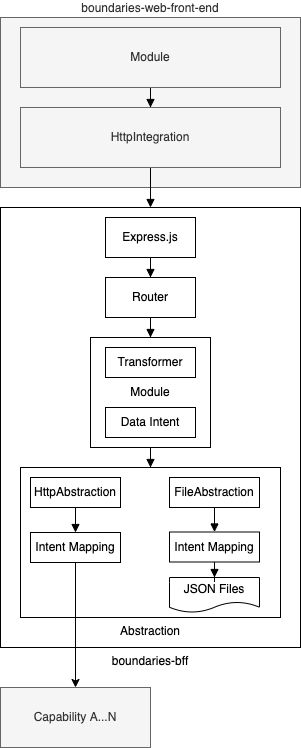 boundaries-web-front-end
Module
HttpIntegration
Express.js
Router
Transformer
Module
Data Intent
HttpAbstraction
FileAbstraction
Intent Mapping
Intent Mapping
JSON Files
Abstraction
boundaries-bff
Capability A...N